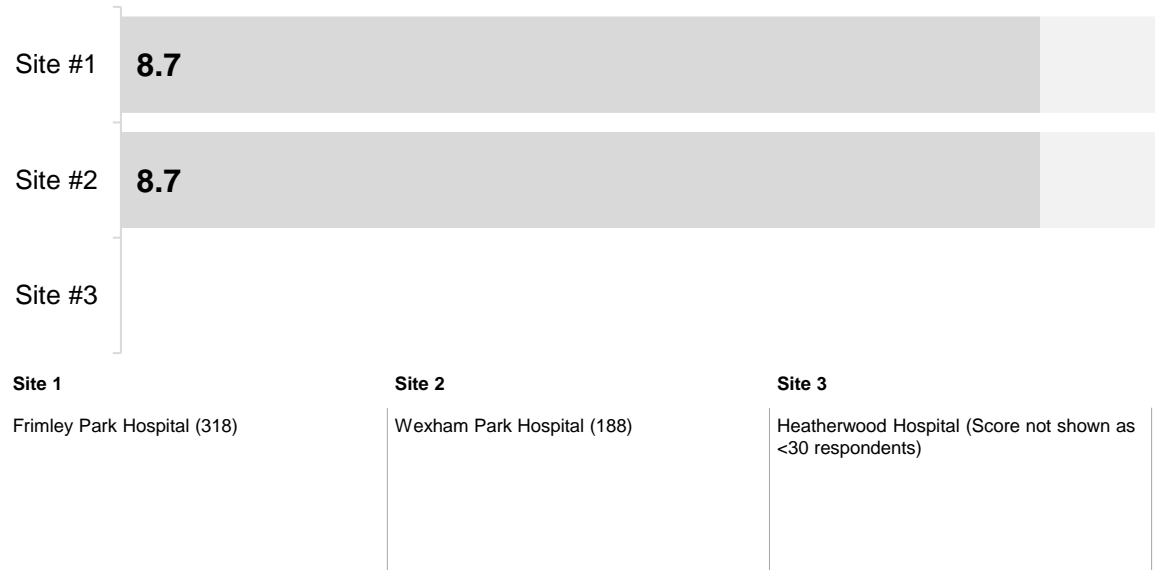 Site #1
8.7
Site #2
8.7
Site #3
Site 1
Site 2
Site 3
Frimley Park Hospital (318)
Wexham Park Hospital (188)
Heatherwood Hospital (Score not shown as
<30 respondents)